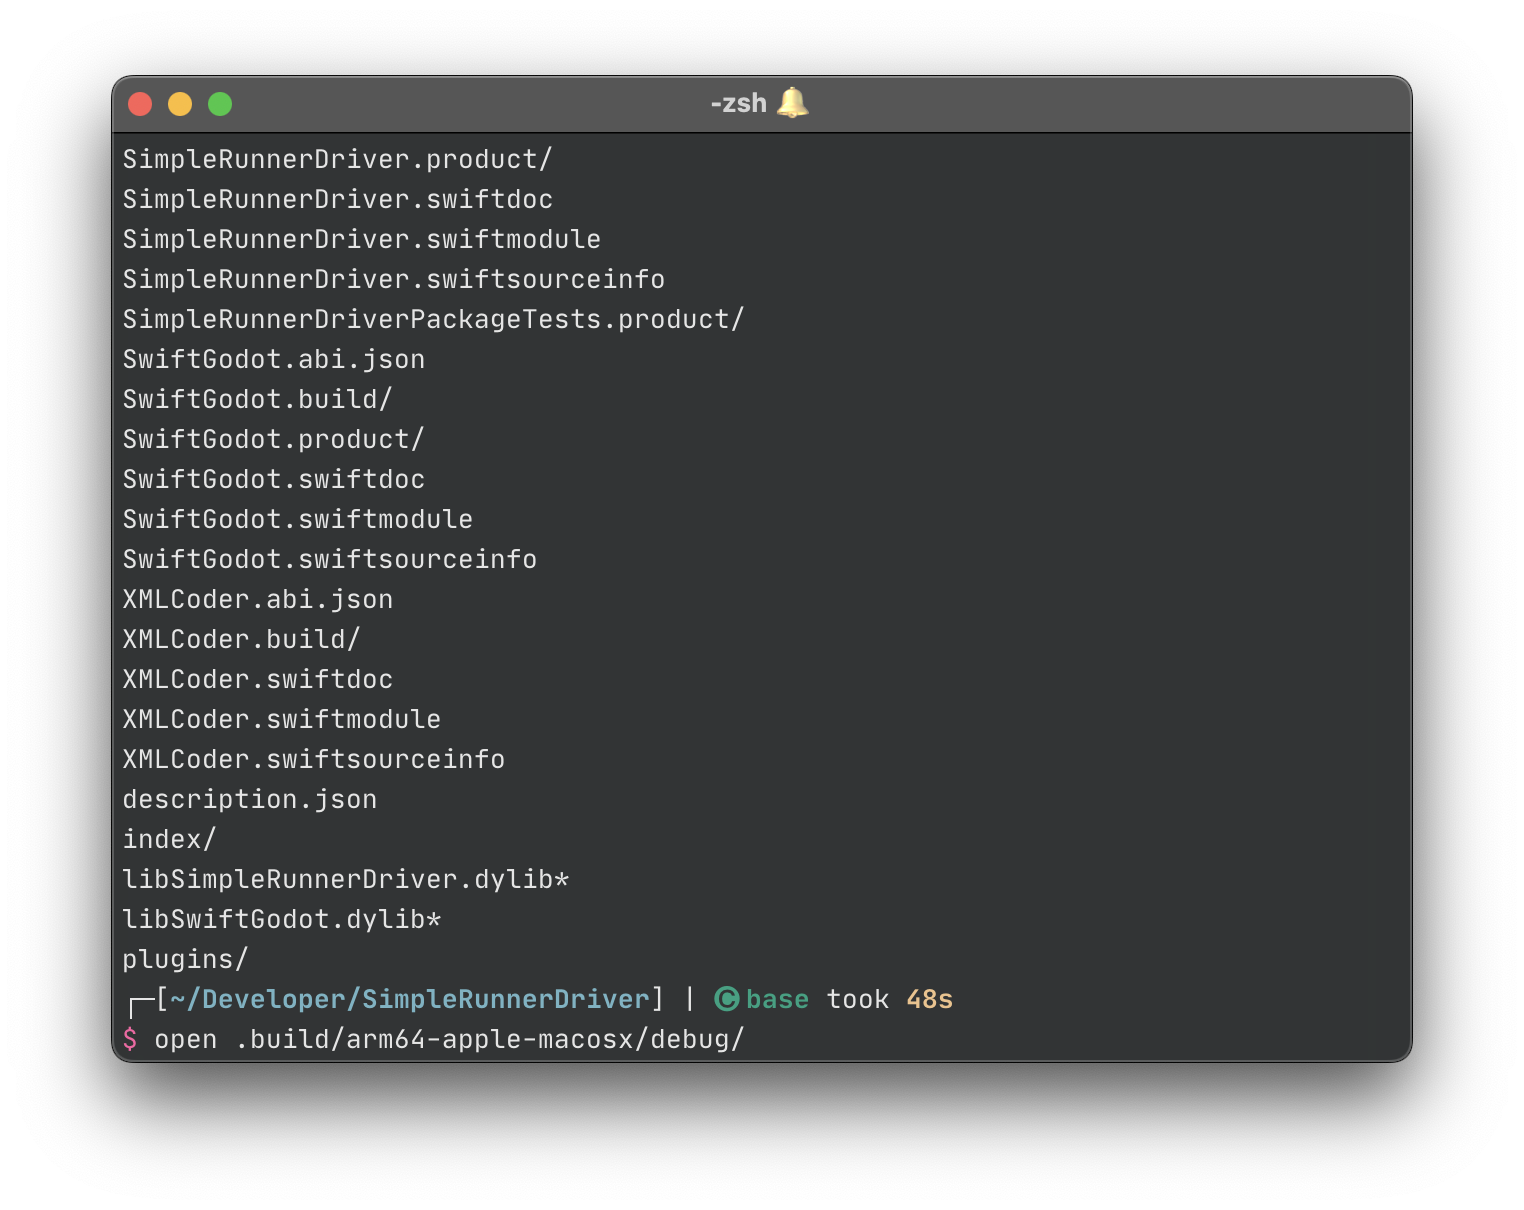 -zsh 🔔
SimpleRunnerDriver.product/
SimpleRunnerDriver.swiftdoc
SimpleRunnerDriver.swiftmodule
SimpleRunnerDriver.swiftsourceinfo
SimpleRunnerDriverPackageTests.product/
SwiftGodot.abi.json
SwiftGodot.build/
SwiftGodot.product/
SwiftGodot.swiftdoc
SwiftGodot.swiftmodule
SwiftGodot.swiftsourceinfo
XMLCoder.abi.json
XMLCoder.build/
XMLCoder.swiftdoc
XMLCoder.swiftmodule
XMLCoder.swiftsourceinfo
description.json
index/
libSimpleRunnerDriver.dylib*
libSwiftGodot.dylib*
plugins/
┌─[~/Developer/SimpleRunnerDriver] | 🅒 base took 48s
$ open .build/arm64-apple-macosx/debug/